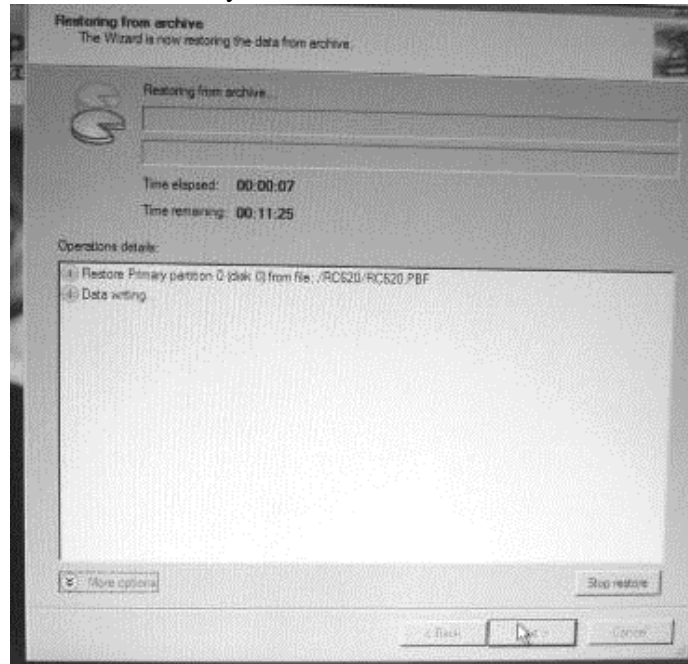 Restoring from archive
The Wizard is now restoring the data from archive.
Restoring from archive...
Time elapsed: 00:00:07
Time remaining: 00:11:25
Operations details:
Restore Primary partition 0 (disk 0) from file: /RC620/RC620.PBF
Data writing
More options
Stop restore
< Back
Cancel